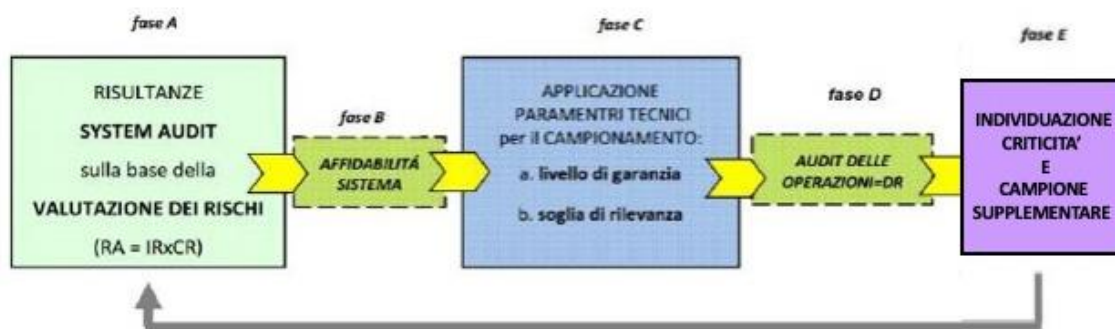 fase A
RISULTANZE
SYSTEM AUDIT
sulla base della
VALUTAZIONE DEI RISCHI
(RA = IRxCR)
fase B
AFFIDABILITÁ
SISTEMA
fase C
APPLICAZIONE
PARAMENTRI TECNICI
per il CAMPIONAMENTO:
a. livello di garanzia
b. soglia di rilevanza
fase D
AUDIT DELLE
OPERAZIONI=DR
fase E
INDIVIDUAZIONE
CRITICITA'
E
CAMPIONE
SUPPLEMENTARE